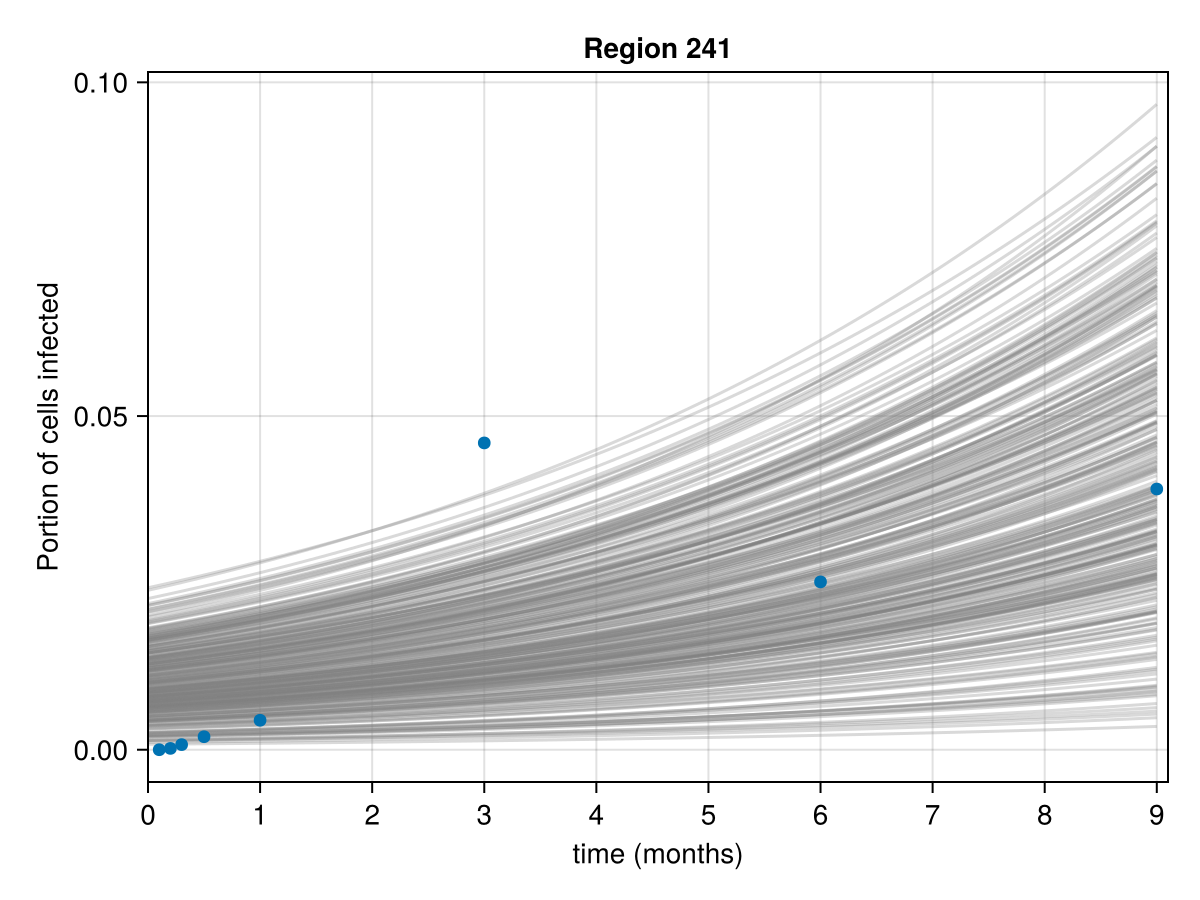 Region 241
0.10
0.05
0.00
Portion of cells infected
0 1 2 3 4 5 6 7 8 9
time (months)